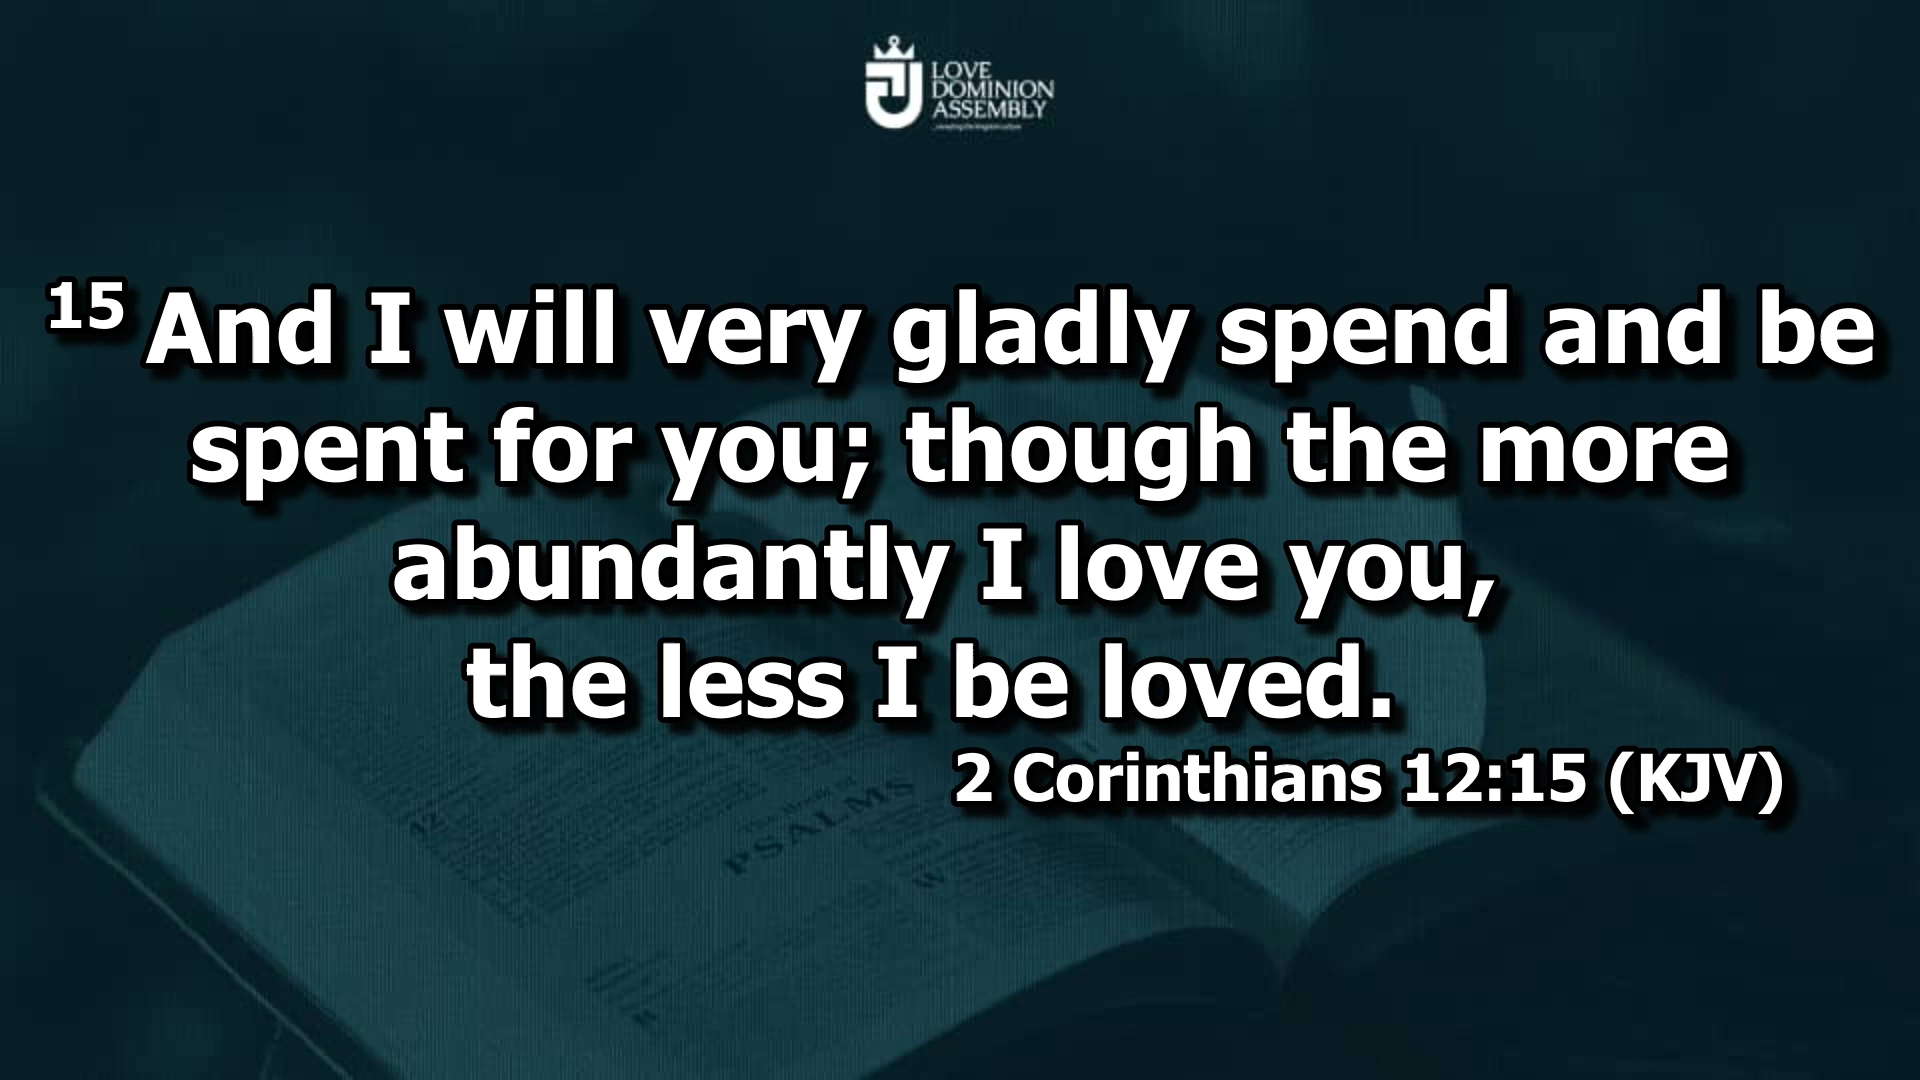 LOVE
DOMINION
ASSEMBLY
15 And I will very gladly spend and be
spent for you; though the more
abundantly I love you,
the less I be loved.
2 Corinthians 12:15 (KJV)
12
PSALMS
W